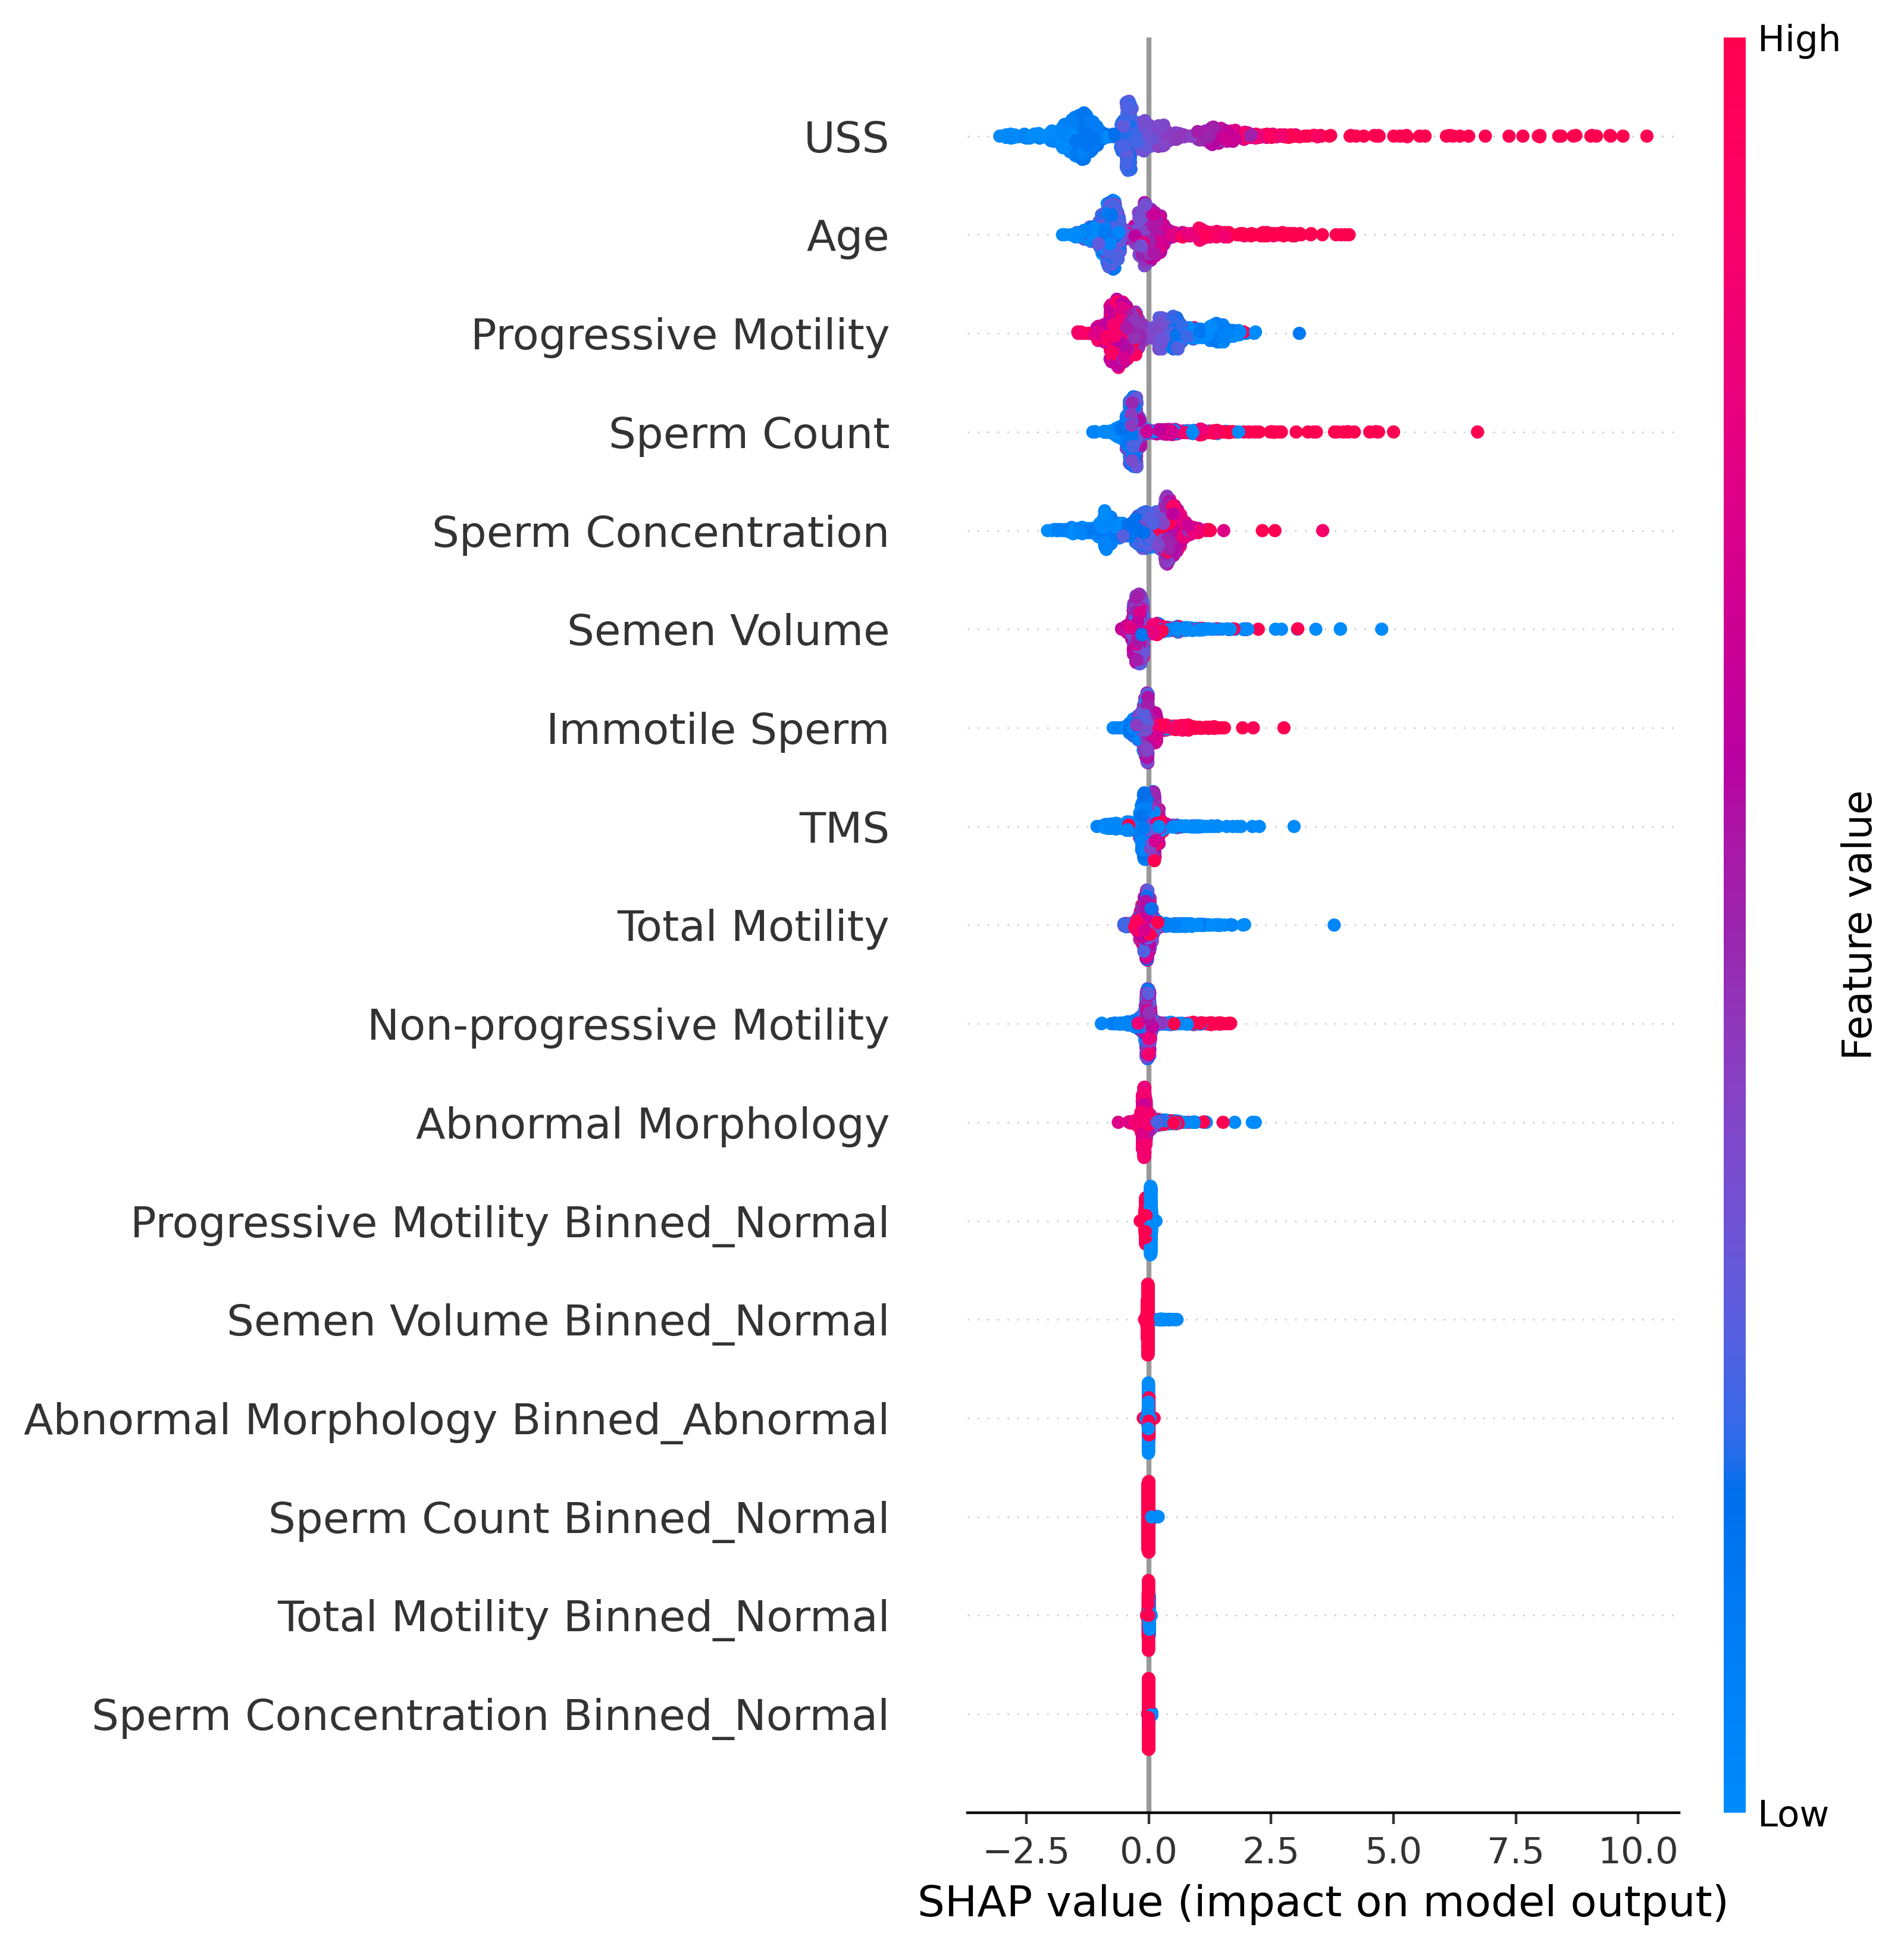 High
USS
Age
Progressive Motility
Sperm Count
Sperm Concentration
Semen Volume
Immotile Sperm
TMS
Total Motility
Non-progressive Motility
Abnormal Morphology
Progressive Motility Binned_Normal
Semen Volume Binned_Normal
Abnormal Morphology Binned_Abnormal
Sperm Count Binned_Normal
Total Motility Binned_Normal
Sperm Concentration Binned_Normal
Feature value
Low
−2.5 0.0 2.5 5.0 7.5 10.0
SHAP value (impact on model output)